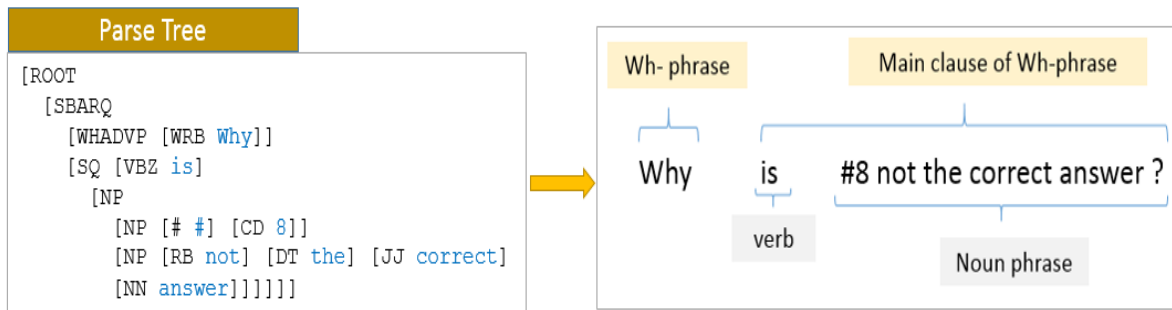 Parse Tree
[ROOT
[SBARQ
[WHADVP [WRB Why]]
[SQ [VBZ is]
[NP
[NP [# #] [CD 8]]
[NP [RB not] [DT the] [JJ correct]
[NN answer]]]]]]
Wh- phrase
Main clause of Wh-phrase
Why is #8 not the correct answer ?
verb
Noun phrase